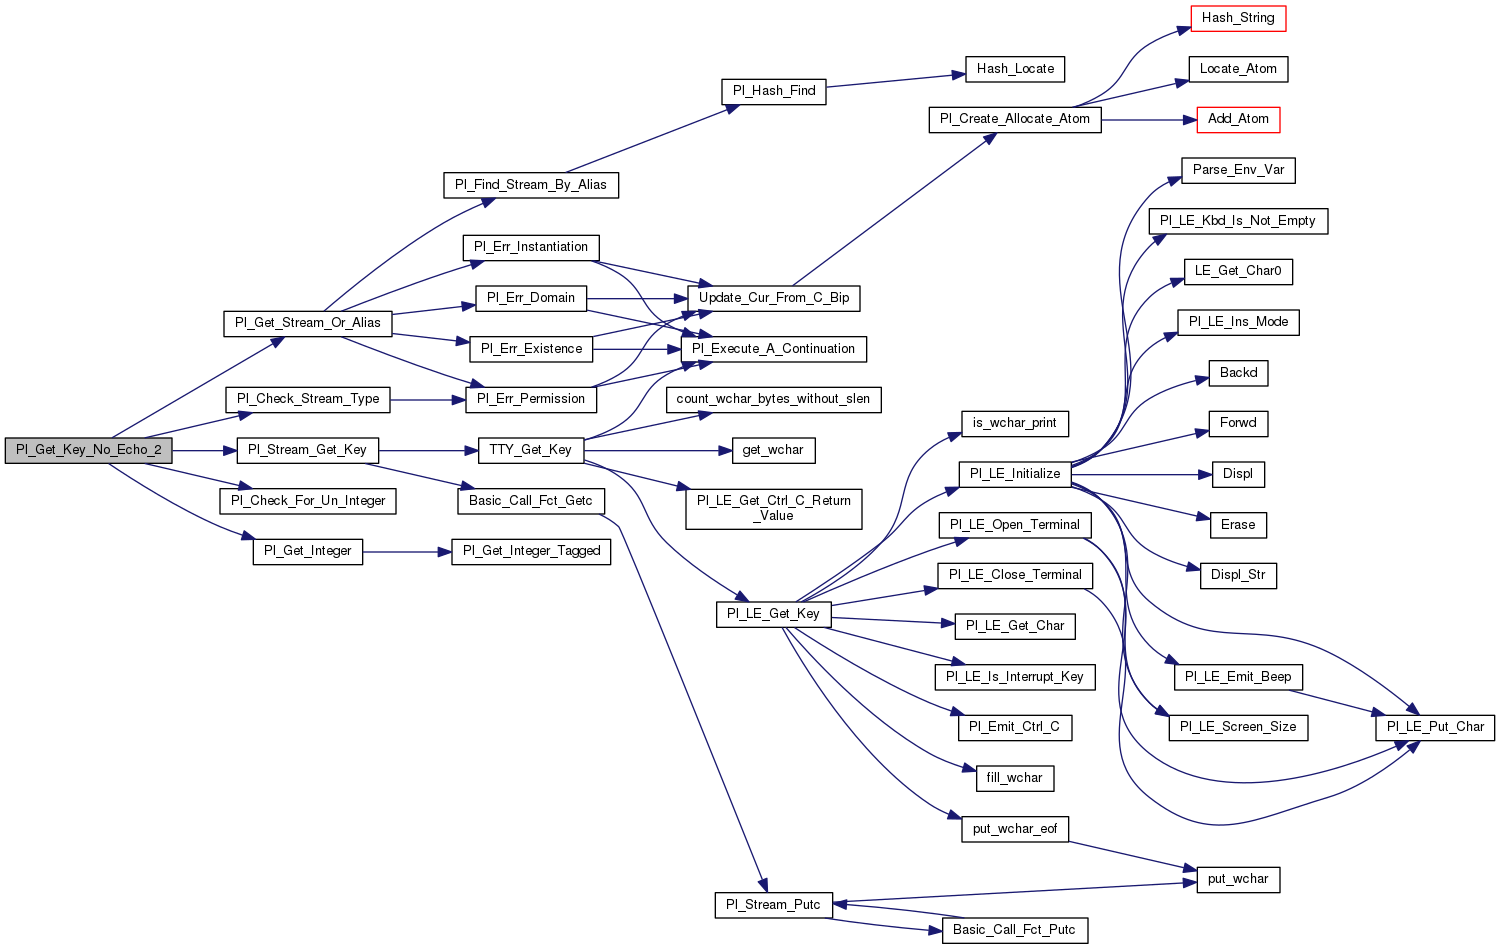 Hash_String
Hash_Locate
Locate_Atom
Pl_Hash_Find
Pl_Create_Allocate_Atom
Add_Atom
Parse_Env_Var
Pl_Find_Stream_By_Alias
Pl_LE_Kbd_Is_Not_Empty
Pl_Err_Instantiation
LE_Get_Char0
Pl_Err_Domain
Update_Cur_From_C_Bip
Pl_Get_Stream_Or_Alias
Pl_LE_Ins_Mode
Pl_Err_Existence
Pl_Execute_A_Continuation
Backd
Pl_Check_Stream_Type
Pl_Err_Permission
count_wchar_bytes_without_slen
is_wchar_print
Forwd
Pl_Get_Key_No_Echo_2
Pl_Stream_Get_Key
TTY_Get_Key
get_wchar
Pl_LE_Initialize
Displ
Pl_Check_For_Un_Integer
Basic_Call_Fct_Getc
Pl_LE_Get_Ctrl_C_Return
_Value
Pl_LE_Open_Terminal
Erase
Pl_Get_Integer
Pl_Get_Integer_Tagged
Pl_LE_Close_Terminal
Displ_Str
Pl_LE_Get_Key
Pl_LE_Get_Char
Pl_LE_Is_Interrupt_Key
Pl_LE_Emit_Beep
Pl_Emit_Ctrl_C
Pl_LE_Screen_Size
Pl_LE_Put_Char
fill_wchar
put_wchar_eof
put_wchar
Pl_Stream_Putc
Basic_Call_Fct_Putc